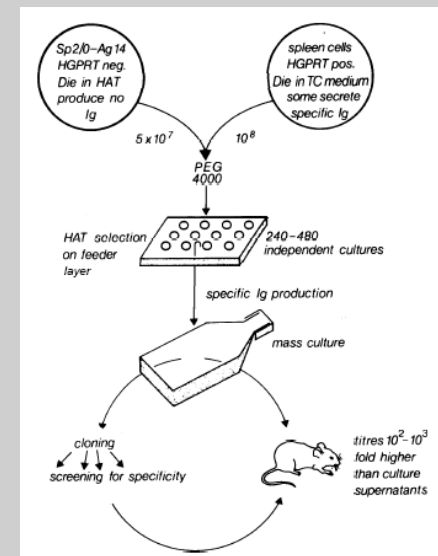 Sp2/0-Ag14
HGPRT neg.
Die in HAT
produce no
Ig
spleen cells
HGPRT pos.
Die in TC medium
some secrete
specific Ig
5x10⁷
10⁸
PEG
4000
HAT selection
on feeder
layer
240-480
independent cultures
specific Ig production
mass culture
cloning
screening for specificity
titres 10²-10³
fold higher
than culture
supernatants